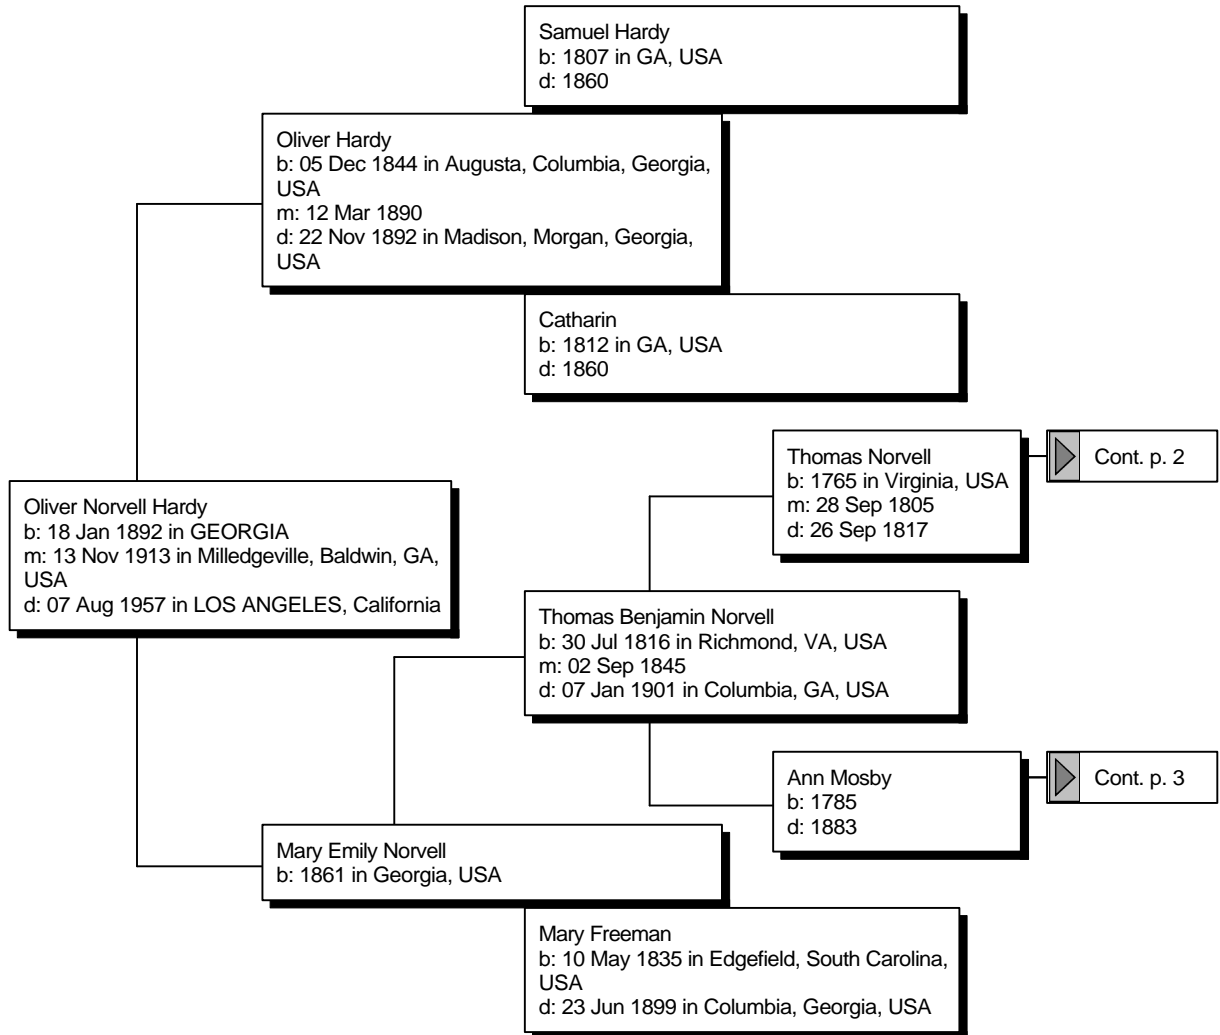 Samuel Hardy
b: 1807 in GA, USA
d: 1860
Oliver Hardy
b: 05 Dec 1844 in Augusta, Columbia, Georgia,
USA
m: 12 Mar 1890
d: 22 Nov 1892 in Madison, Morgan, Georgia,
USA
Catharin
b: 1812 in GA, USA
d: 1860
Thomas Norvell
b: 1765 in Virginia, USA
m: 28 Sep 1805
d: 26 Sep 1817
Cont. p. 2
Oliver Norvell Hardy
b: 18 Jan 1892 in GEORGIA
m: 13 Nov 1913 in Milledgeville, Baldwin, GA,
USA
d: 07 Aug 1957 in LOS ANGELES, California
Thomas Benjamin Norvell
b: 30 Jul 1816 in Richmond, VA, USA
m: 02 Sep 1845
d: 07 Jan 1901 in Columbia, GA, USA
Ann Mosby
b: 1785
d: 1883
Cont. p. 3
Mary Emily Norvell
b: 1861 in Georgia, USA
Mary Freeman
b: 10 May 1835 in Edgefield, South Carolina,
USA
d: 23 Jun 1899 in Columbia, Georgia, USA